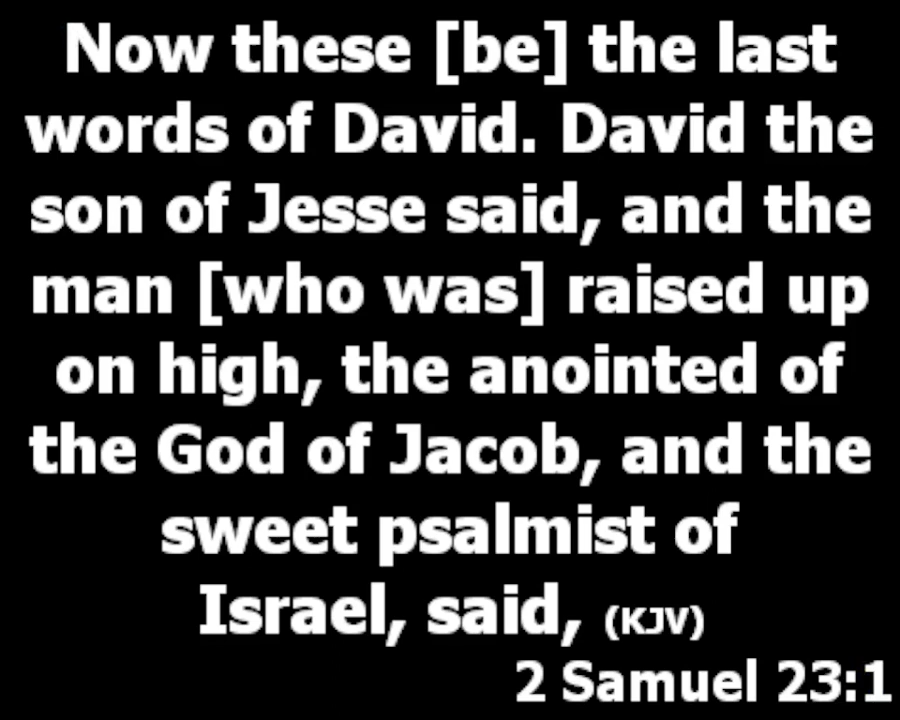 Now these [be] the last
words of David. David the
son of Jesse said, and the
man [who was] raised up
on high, the anointed of
the God of Jacob, and the
sweet psalmist of
Israel, said, (KJV)
2 Samuel 23:1